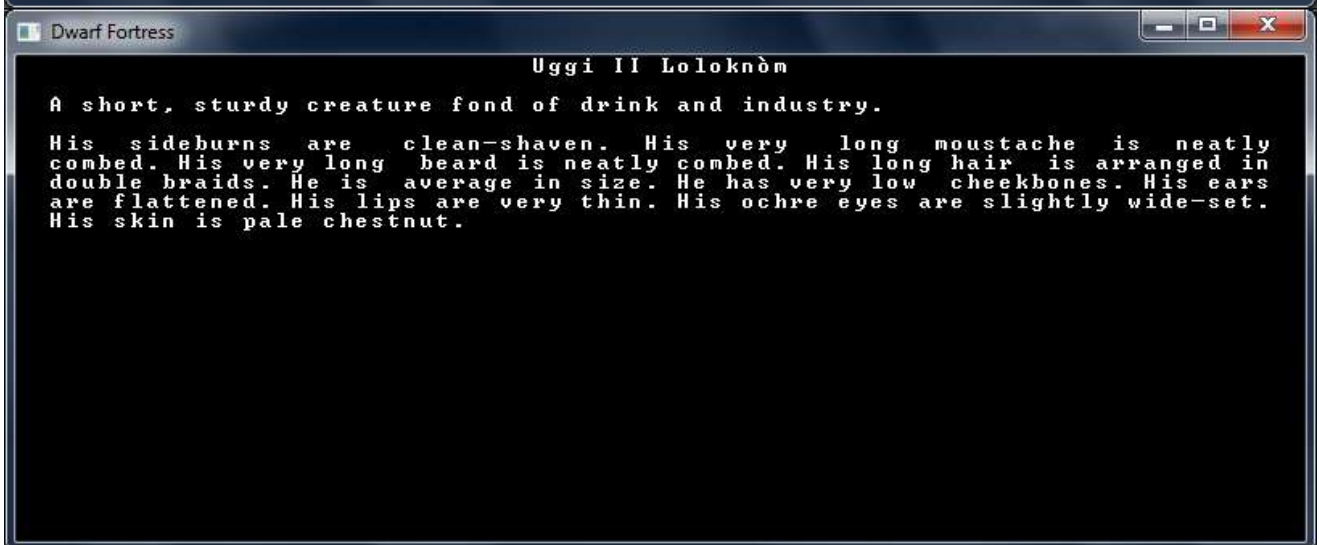 Dwarf Fortress
Uggi II Loloknòm
A short, sturdy creature fond of drink and industry.
His sideburns are clean-shaven. His very long moustache is neatly
combed. His very long beard is neatly combed. His long hair is arranged in
double braids. He is average in size. He has very low cheekbones. His ears
are flattened. His lips are very thin. His ochre eyes are slightly wide-set.
His skin is pale chestnut.